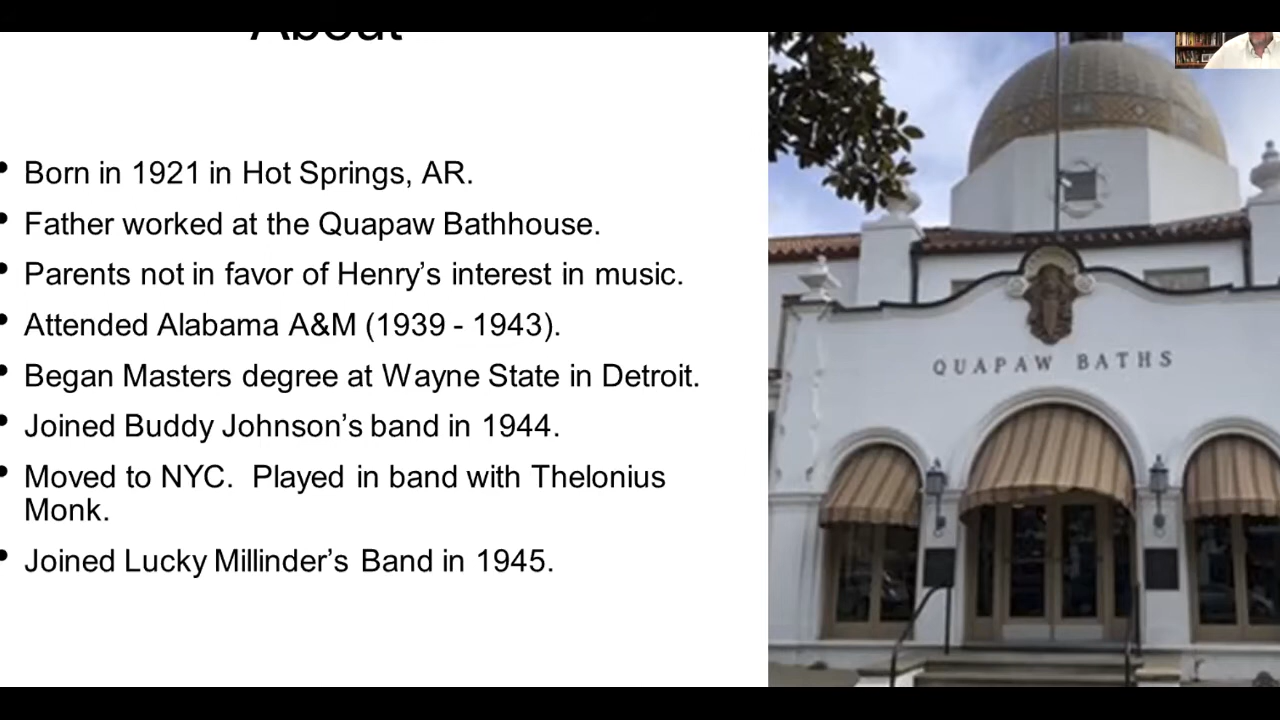 About
• Born in 1921 in Hot Springs, AR.
• Father worked at the Quapaw Bathhouse.
• Parents not in favor of Henry’s interest in music.
• Attended Alabama A&M (1939 - 1943).
• Began Masters degree at Wayne State in Detroit.
• Joined Buddy Johnson’s band in 1944.
• Moved to NYC.  Played in band with Thelonius
Monk.
• Joined Lucky Millinder’s Band in 1945.
QUAPAW BATHS